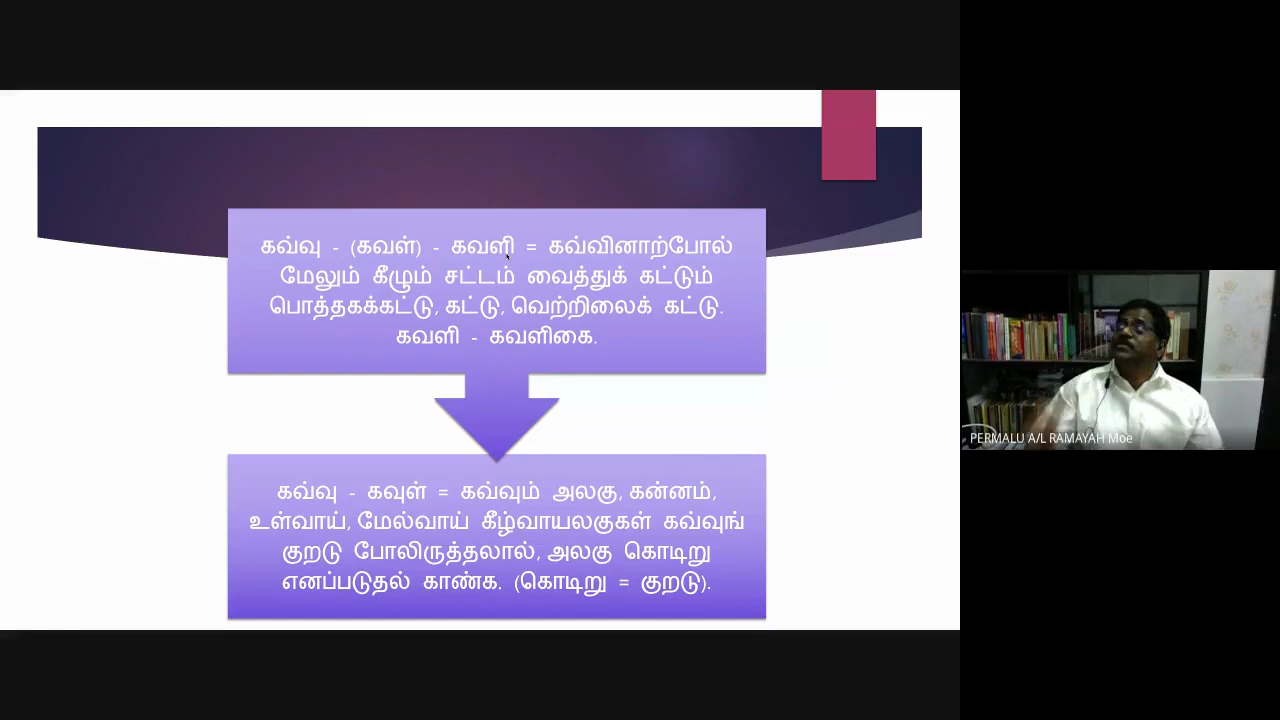 கவ்வு - (கவள்) - கவளி = கவ்வினாற்போல்
மேலும் கீழும் சட்டம் வைத்துக் கட்டும்
பொத்தகக்கட்டு, கட்டு, வெற்றிலைக் கட்டு.
கவளி - கவளிகை.
கவ்வு - கவுள் = கவ்வும் அலகு, கன்னம்,
உள்வாய், மேல்வாய் கீழ்வாயலகுகள் கவ்வுங்
குறடு போலிருத்தலால், அலகு கொடிறு
எனப்படுதல் காண்க. (கொடிறு = குறடு).
PERMALU A/L RAMAYAH Moe